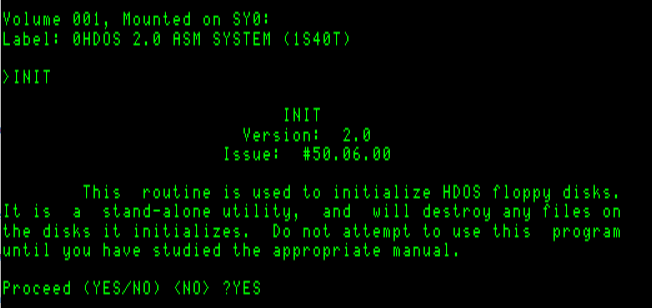 Volume 001, Mounted on SY0:
Label: 0HDOS 2.0 ASM SYSTEM (1S40T)
>INIT
INIT
Version:  2.0
Issue:  #50.06.00
This  routine is used to initialize HDOS floppy disks.
It is  a  stand-alone utility,  and  will destroy any files on
the disks it initializes.  Do not attempt to use this  program
until you have studied the appropriate manual.
Proceed (YES/NO) <NO> ?YES